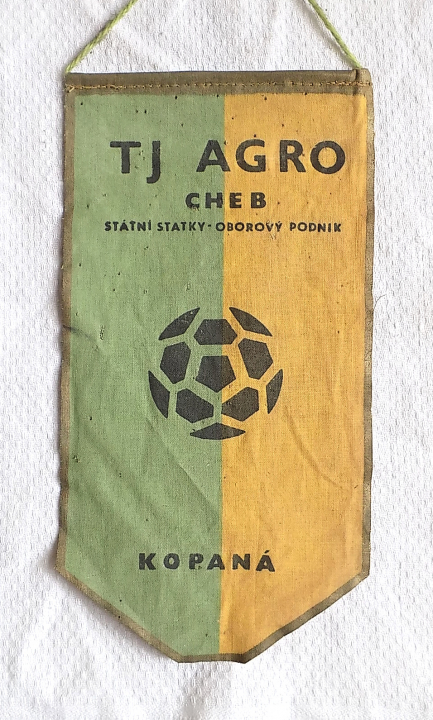 TJ AGRO
CHEB
STÁTNÍ STATKY-OBOROVÝ PODNIK
KOPANÁ